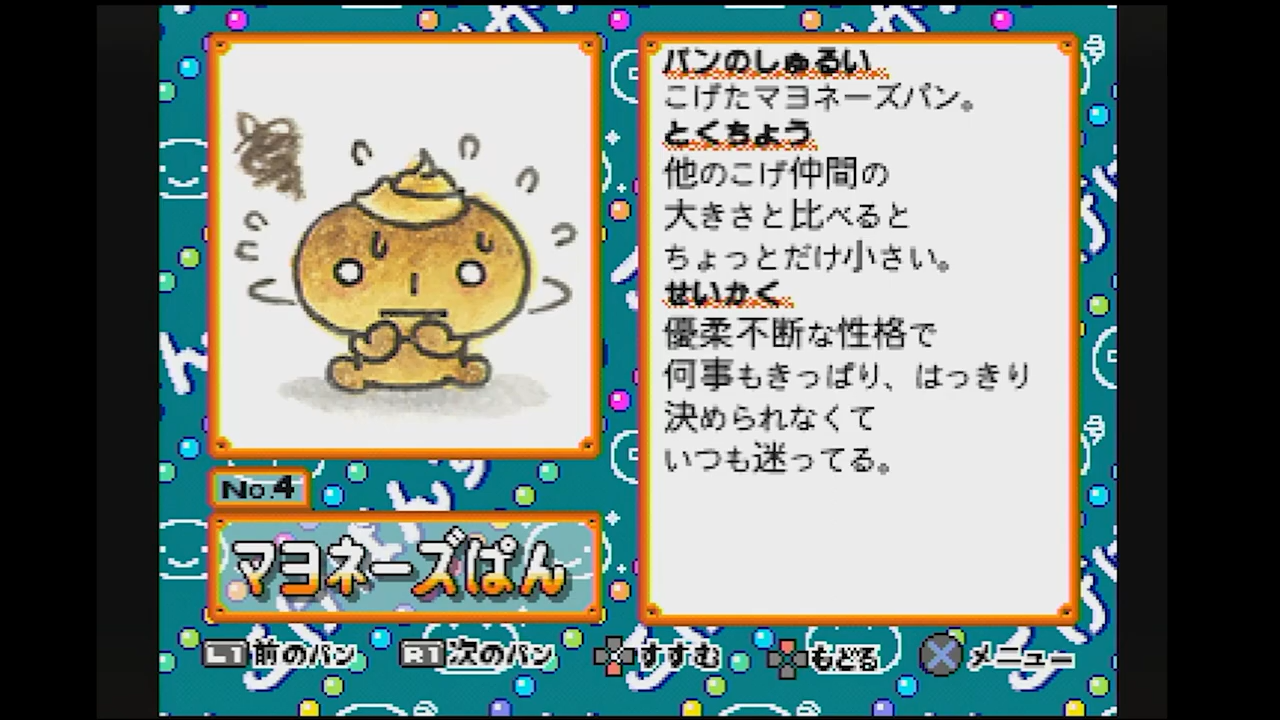 パンのしゅるい
こげたマヨネーズパン。
とくちょう
他のこげ仲間の
大きさと比べると
ちょっとだけ小さい。
せいかく
優柔不断な性格で
何事もきっぱり、はっきり
決められなくて
いつも迷ってる。
No.4
マヨネーズぱん
L1前のパン R1次のパン すすむ もどる メニュー